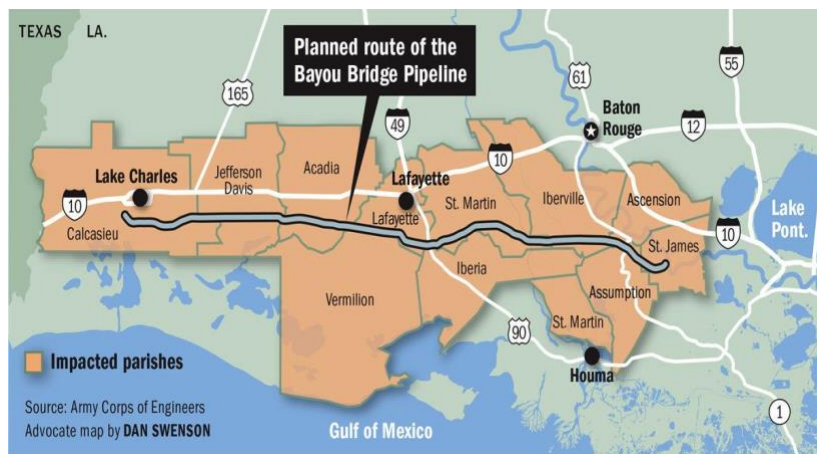 TEXAS LA.
Planned route of the
Bayou Bridge Pipeline
165
49
61
55
Baton
Rouge
12
10
Lake Charles
Jefferson
Davis
Acadia
Lafayette
Lafayette
St. Martin
Iberville
Ascension
Lake
Pont.
10
Calcasieu
St. James
10
Iberia
Vermilion
Assumption
St. Martin
90
Houma
Impacted parishes
Source: Army Corps of Engineers
Advocate map by DAN SWENSON
Gulf of Mexico
1